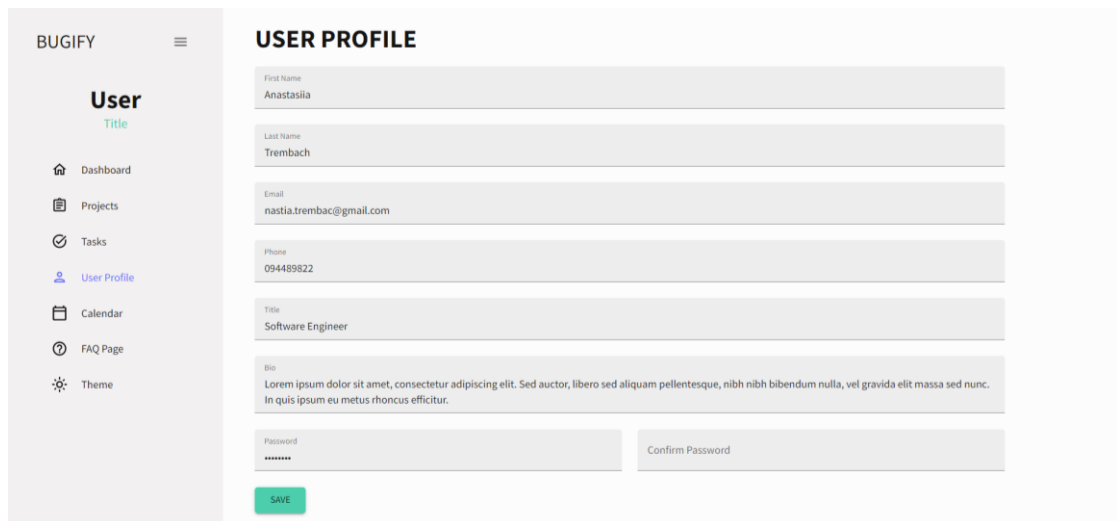 BUGIFY
User
Title
Dashboard
Projects
Tasks
User Profile
Calendar
FAQ Page
Theme
USER PROFILE
First Name
Anastasiia
Last Name
Trembach
Email
nastia.trembac@gmail.com
Phone
094489822
Title
Software Engineer
Bio
Lorem ipsum dolor sit amet, consectetur adipiscing elit. Sed auctor, libero sed aliquam pellentesque, nibh nibh bibendum nulla, vel gravida elit massa sed nunc.
In quis ipsum eu metus rhoncus efficitur.
Password
••••••••
Confirm Password
SAVE